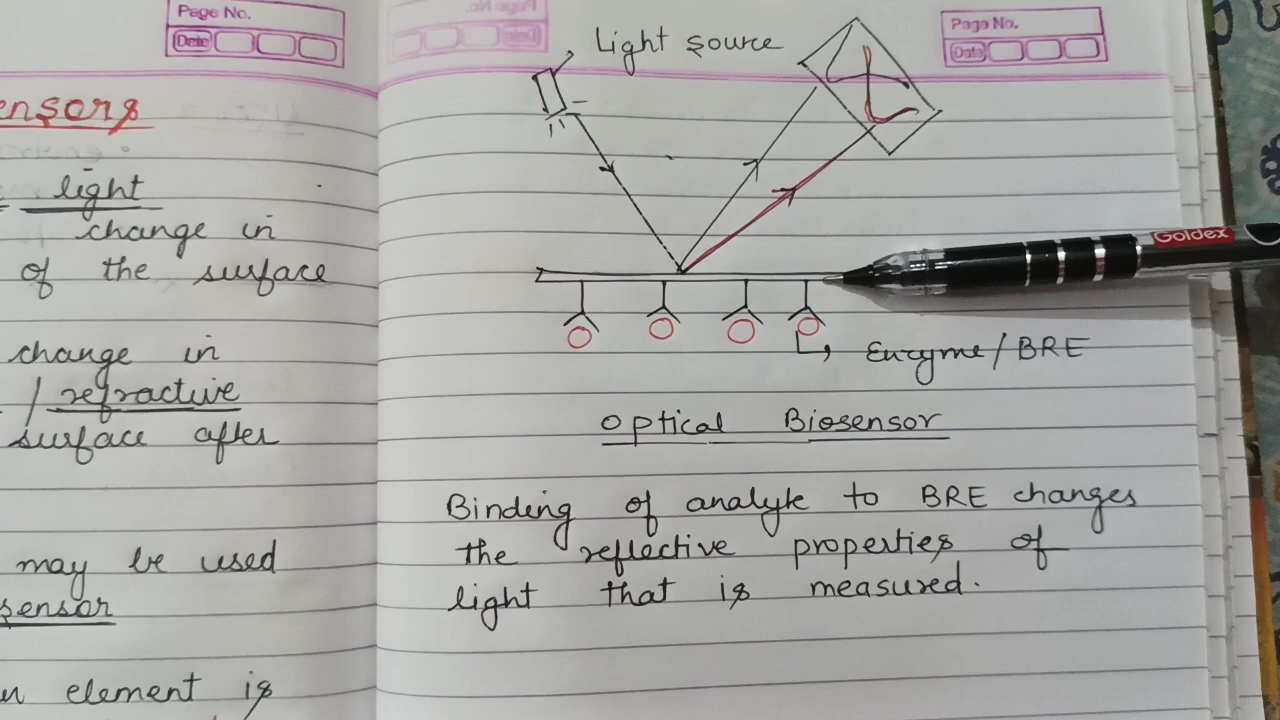 Page No.
Date
ensors
light
change in
of the surface
change in
/ refractive
surface after
may be used
sensor
element is
Page No.
Date
Light source
Goldex
Enzyme/BRE
Optical Biosensor
Binding of analyte to BRE changes
the reflective properties of
light that is measured.